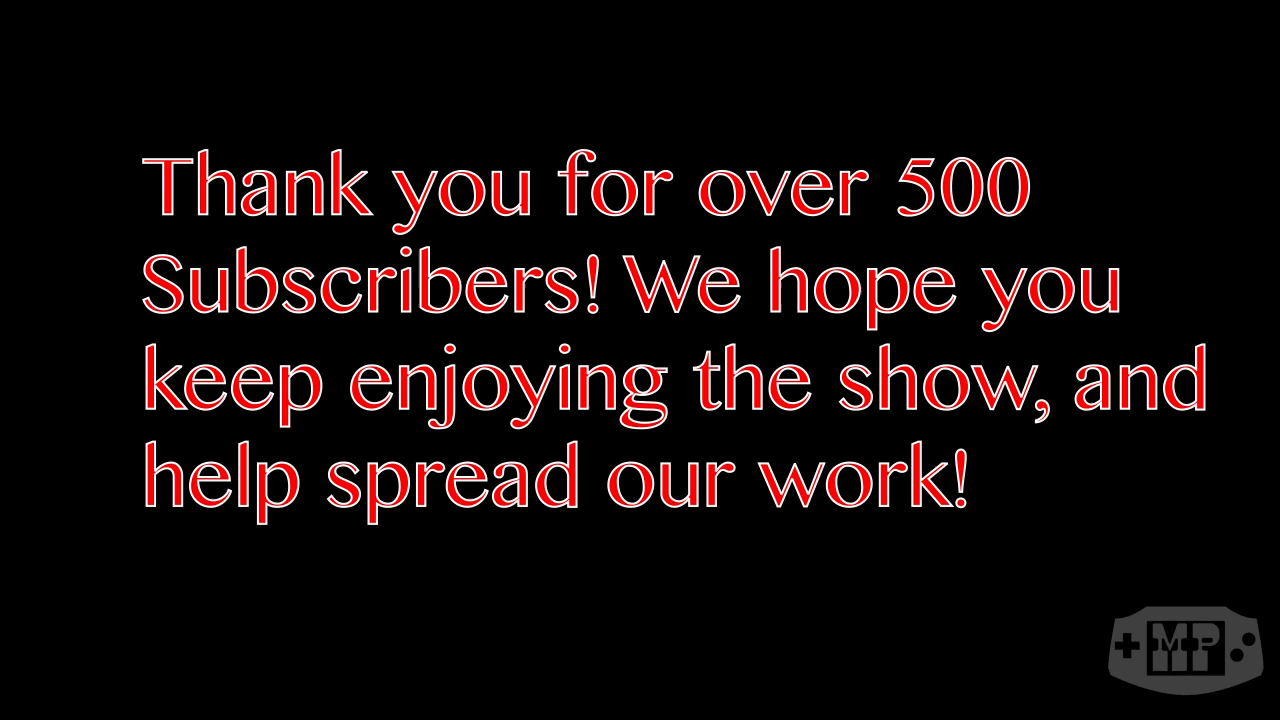 Thank you for over 500
Subscribers! We hope you
keep enjoying the show, and
help spread our work!
MP